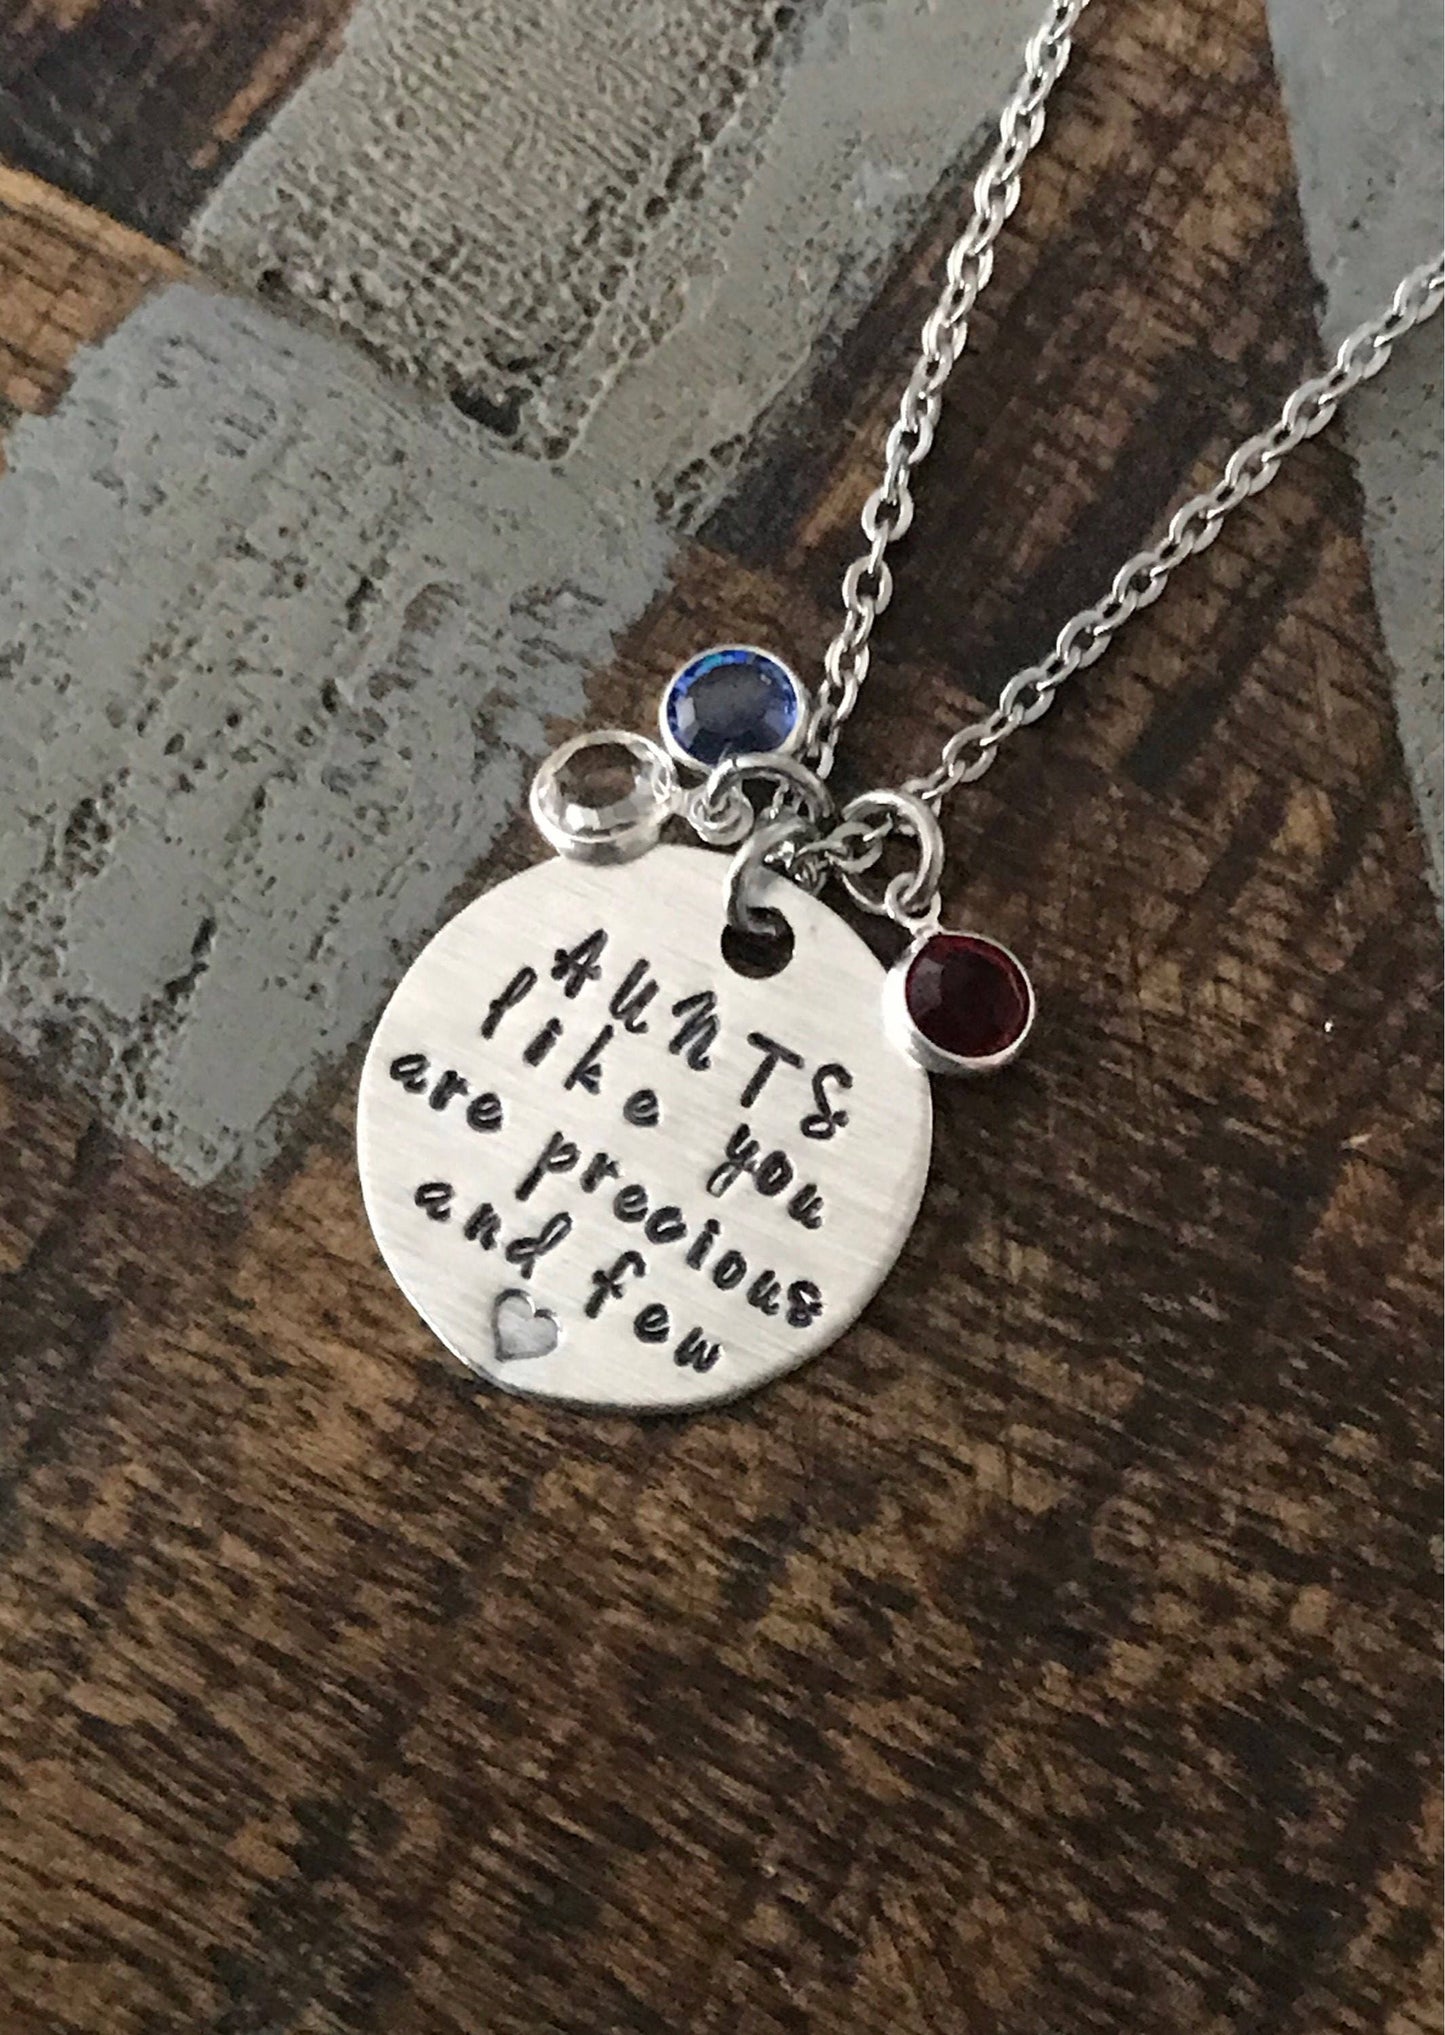 AUNTS
like you
are precious
and few